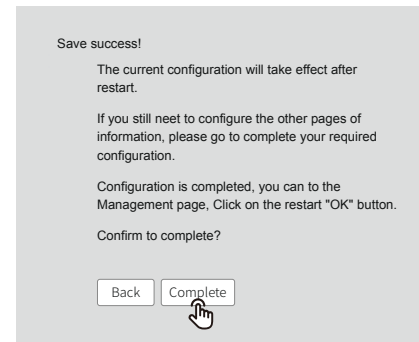 Save success!
The current configuration will take effect after
restart.
If you still neet to configure the other pages of
information, please go to complete your required
configuration.
Configuration is completed, you can to the
Management page, Click on the restart "OK" button.
Confirm to complete?
Back Complete